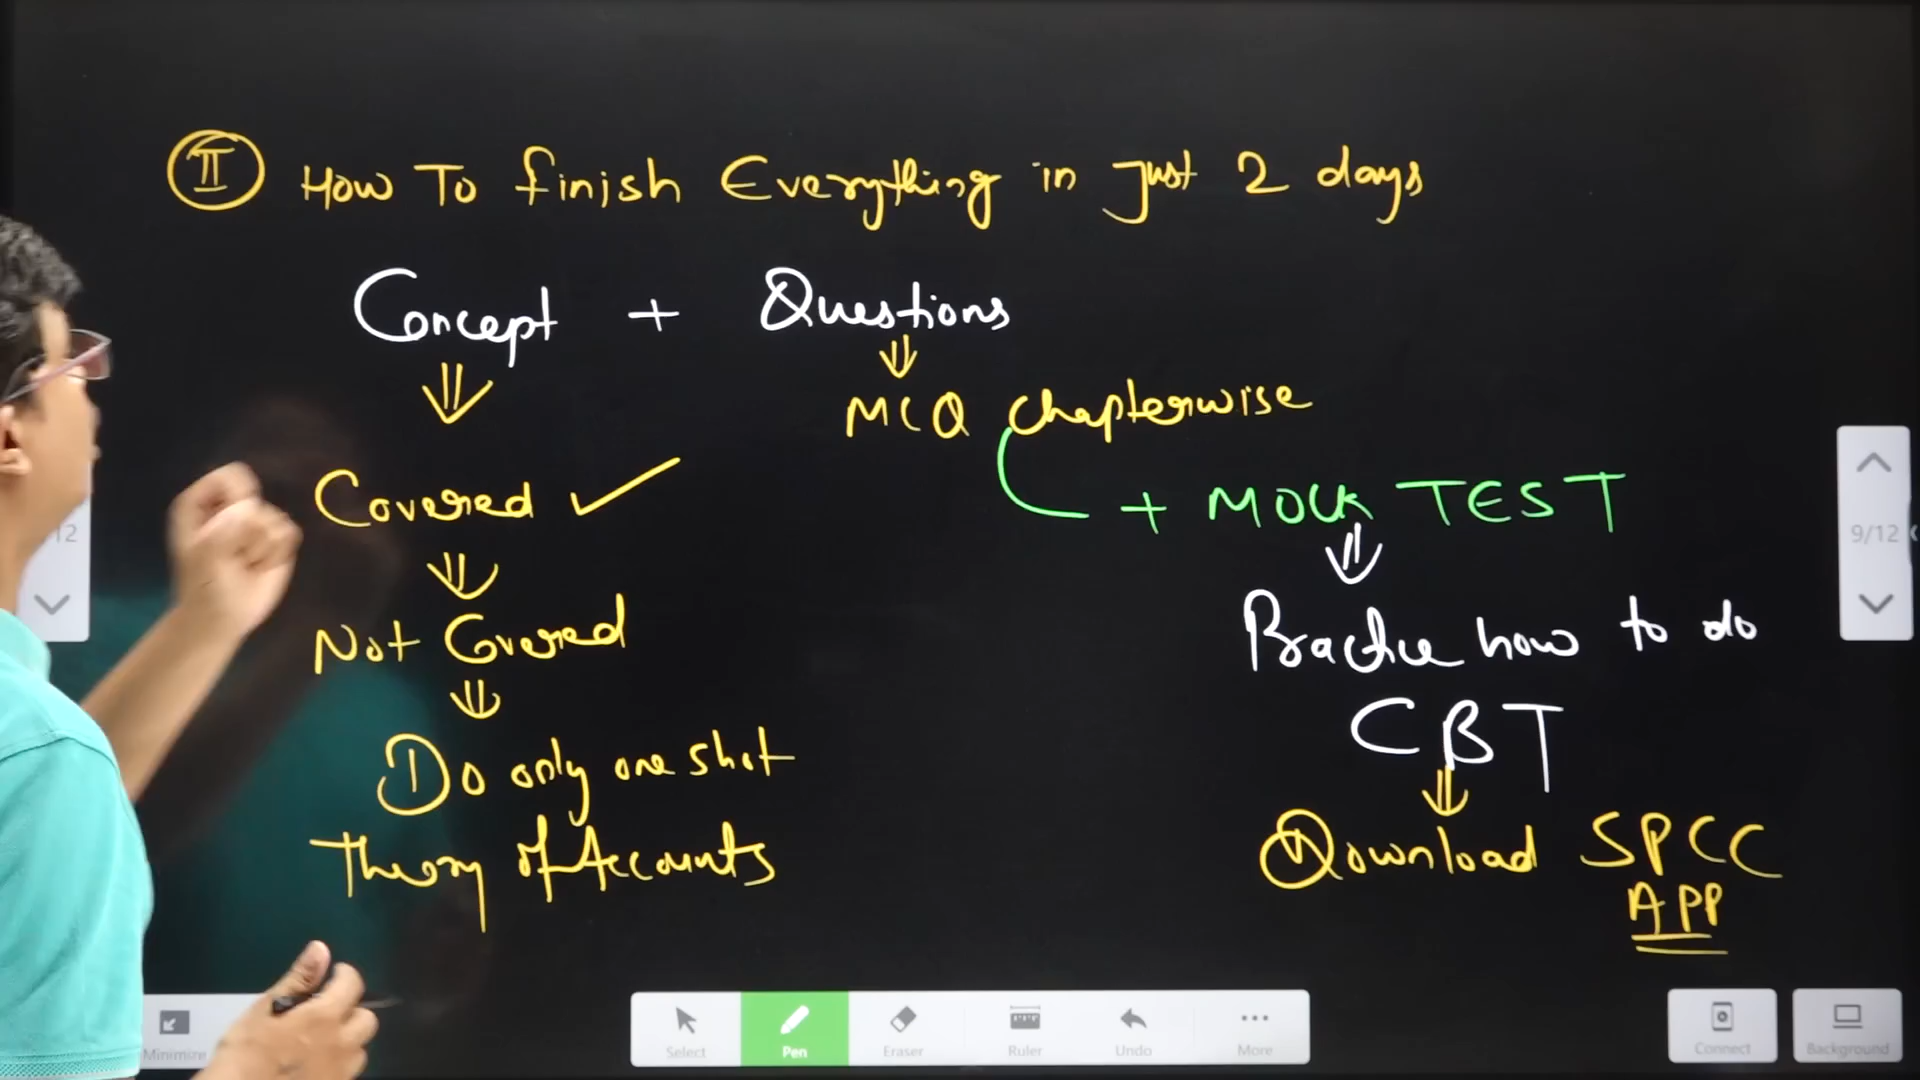 II How To finish Everything in Just 2 days
Concept + Questions
MCQ Chapterwise
Covered
+ MOCK TEST
Not Covered
Practice how to do
CBT
Do only one shot
Theory of Accounts
Download SPCC
APP
12
9/12
Minimize
Select
Pen
Eraser
Ruler
Undo
More
Connect
Background